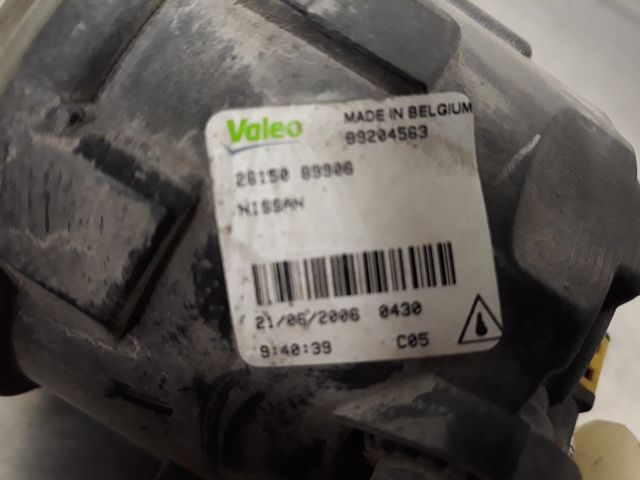 Valeo MADE IN BELGIUM
89204563
26150 89906
NISSAN
21/06/2006 0430
9:40:39 C05